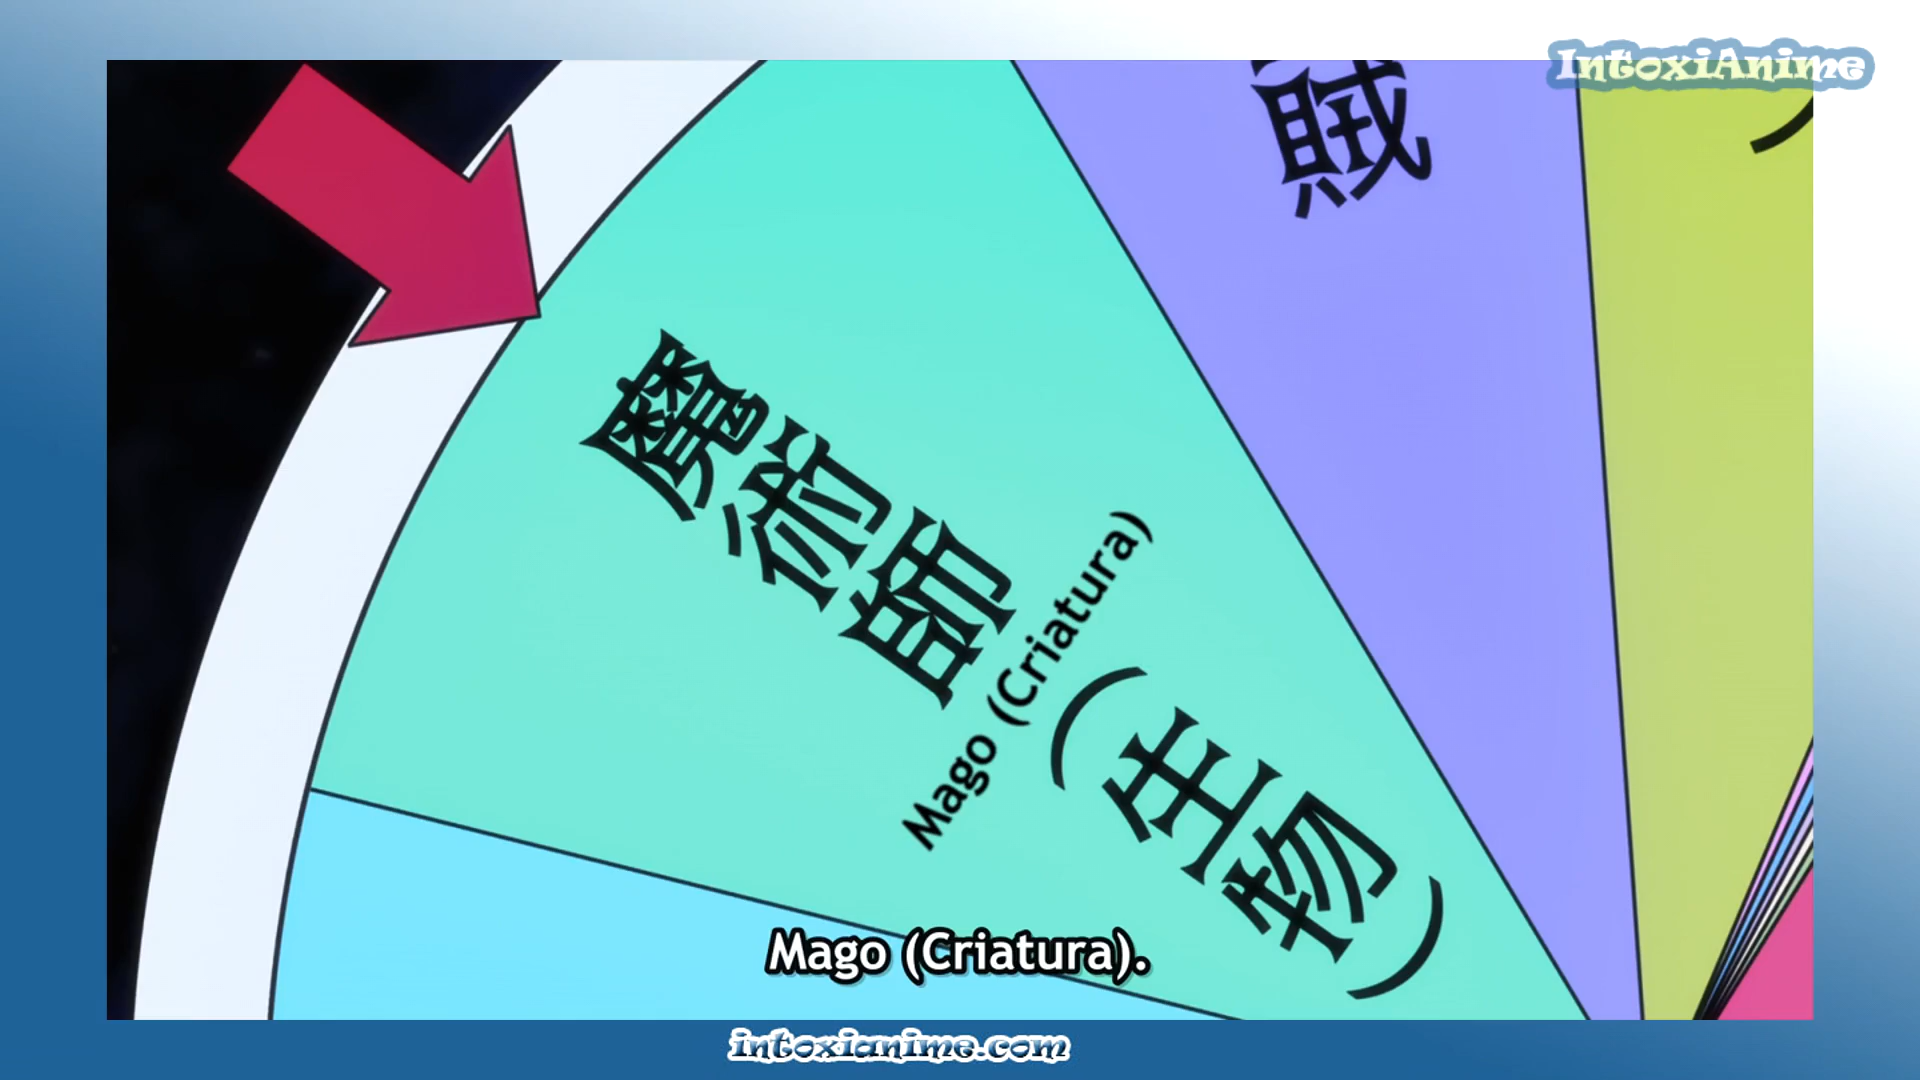 IntoxiAnime
賊
魔術師(生物)
Mago (Criatura)
Mago (Criatura).
intoxianime.com